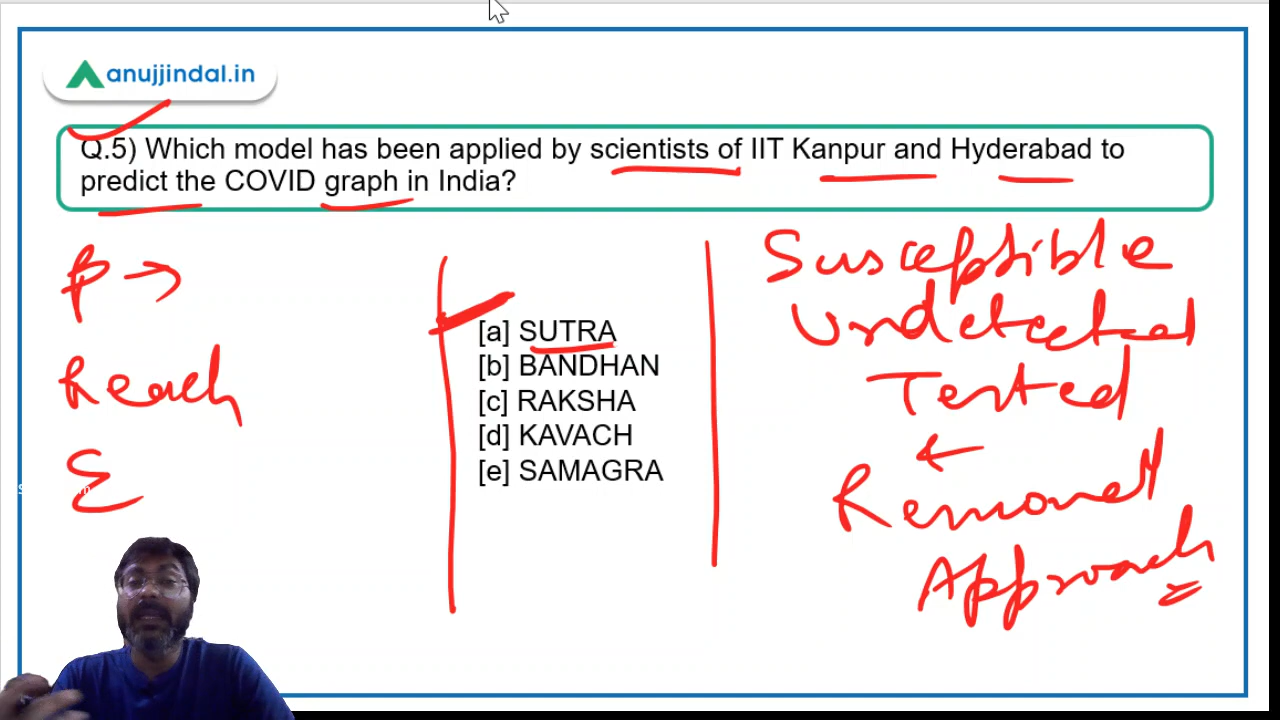 anujjindal.in
Q.5) Which model has been applied by scientists of IIT Kanpur and Hyderabad to
predict the COVID graph in India?
β →
Reach
Σ
[a] SUTRA
[b] BANDHAN
[c] RAKSHA
[d] KAVACH
[e] SAMAGRA
Susceptible
Undetected
Tested
←
Removed
Approach